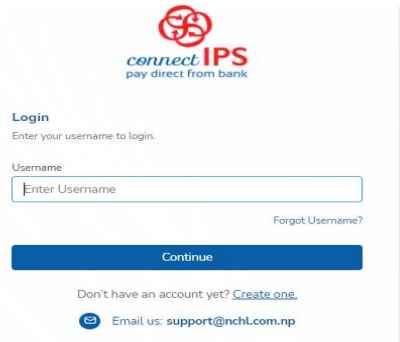 connect IPS
pay direct from bank
Login
Enter your username to login.
Username
Enter Username
Forgot Username?
Continue
Don't have an account yet? Create one.
Email us: support@nchl.com.np